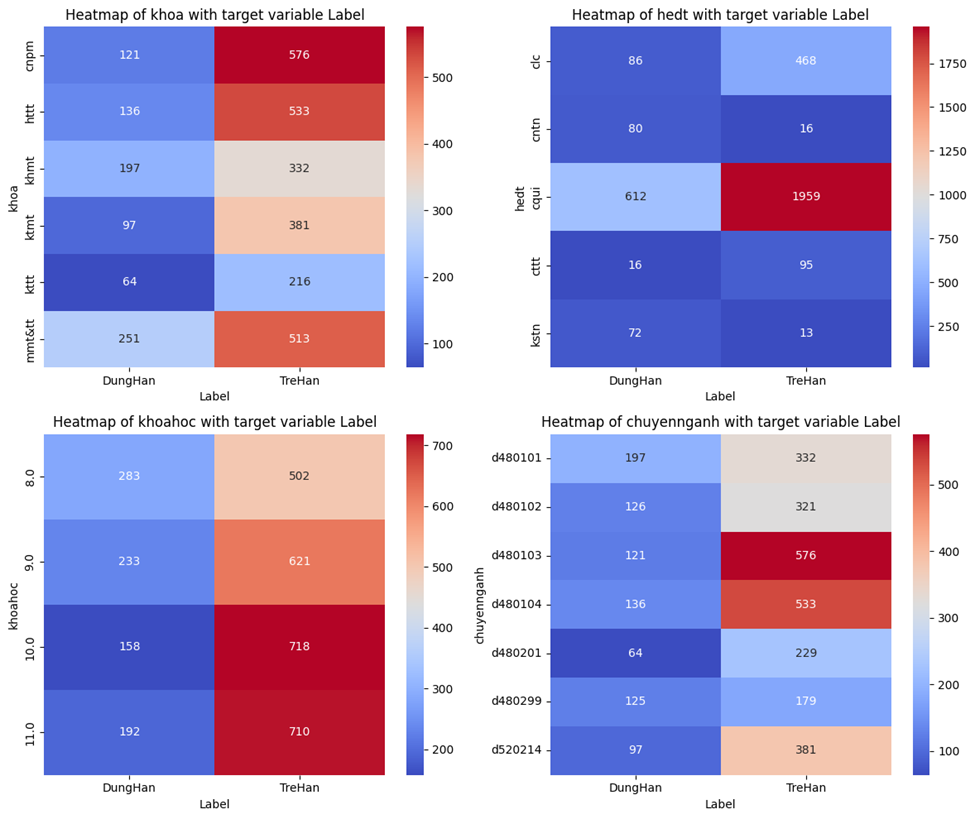 Heatmap of khoa with target variable Label
cnpm 121 576
httt 136 533
khmt 197 332
ktmt 97 381
kttt 64 216
mmt&tt 251 513
khoa
DungHan TreHan
Label
500
400
300
200
100
Heatmap of hedt with target variable Label
clc 86 468
cntn 80 16
cqui 612 1959
cttt 16 95
kstn 72 13
hedt
DungHan TreHan
Label
1750
1500
1250
1000
750
500
250
Heatmap of khoahoc with target variable Label
8.0 283 502
9.0 233 621
10.0 158 718
11.0 192 710
khoahoc
DungHan TreHan
Label
700
600
500
400
300
200
Heatmap of chuyennganh with target variable Label
d480101 197 332
d480102 126 321
d480103 121 576
d480104 136 533
d480201 64 229
d480299 125 179
d520214 97 381
chuyennganh
DungHan TreHan
Label
500
400
300
200
100